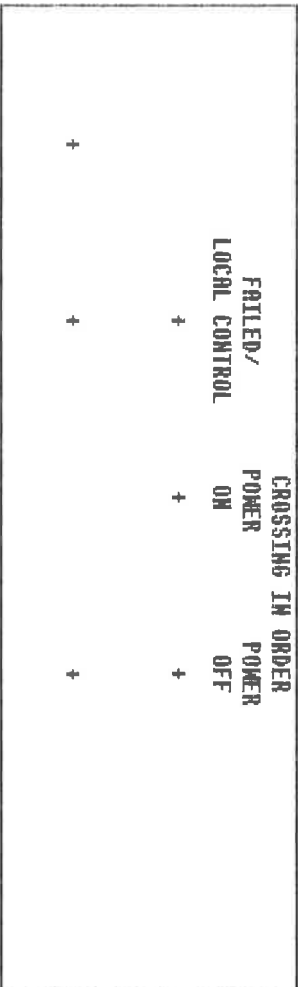 CROSSING IN ORDER
FAILED/ POWER POWER
LOCAL CONTROL ON OFF
+ + +
+ + +